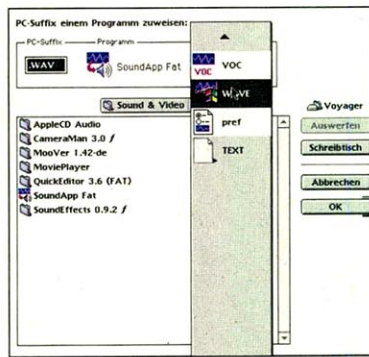 PC-Suffix einem Programm zuweisen:
PC-Suffix
Programm
WAV
SoundApp Fat
VOC
VOC
WAVE
pref
TEXT
Sound & Video
AppleCD Audio
CameraMan 3.0 f
MooVer 1.42-de
MoviePlayer
QuickEditor 3.6 (FAT)
SoundApp Fat
SoundEffects 0.9.2 f
Voyager
Auswerfen
Schreibtisch
Abbrechen
OK